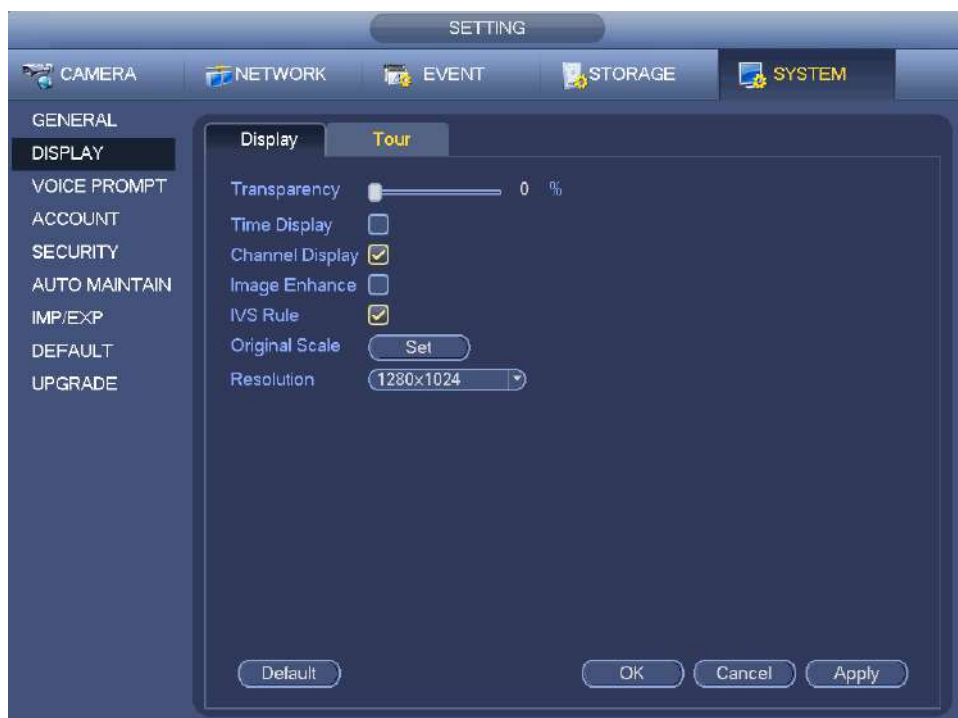 SETTING
CAMERA NETWORK EVENT STORAGE SYSTEM
GENERAL
DISPLAY
VOICE PROMPT
ACCOUNT
SECURITY
AUTO MAINTAIN
IMP/EXP
DEFAULT
UPGRADE
Display Tour
Transparency 0 %
Time Display
Channel Display
Image Enhance
IVS Rule
Original Scale Set
Resolution 1280x1024
Default OK Cancel Apply